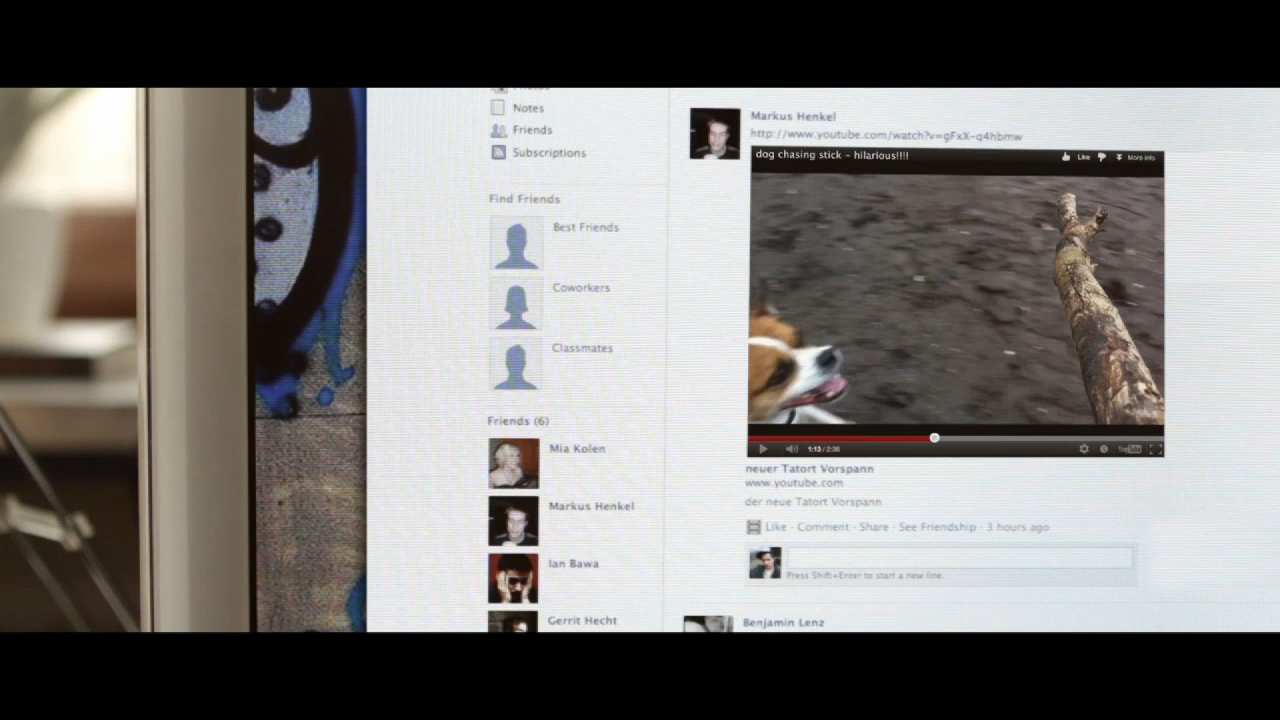 Notes
Friends
Subscriptions
Find Friends
Best Friends
Coworkers
Classmates
Friends (6)
Mia Kolen
Markus Henkel
Ian Bawa
Gerrit Hecht
Markus Henkel
http://www.youtube.com/watch?v=gFxX-q4hbmw
dog chasing stick - hilarious!!!!
Like
More info
1:13 / 2:36
neuer Tatort Vorspann
www.youtube.com
der neue Tatort Vorspann
Like · Comment · Share · See Friendship · 3 hours ago
Press Shift+Enter to start a new line.
Benjamin Lenz